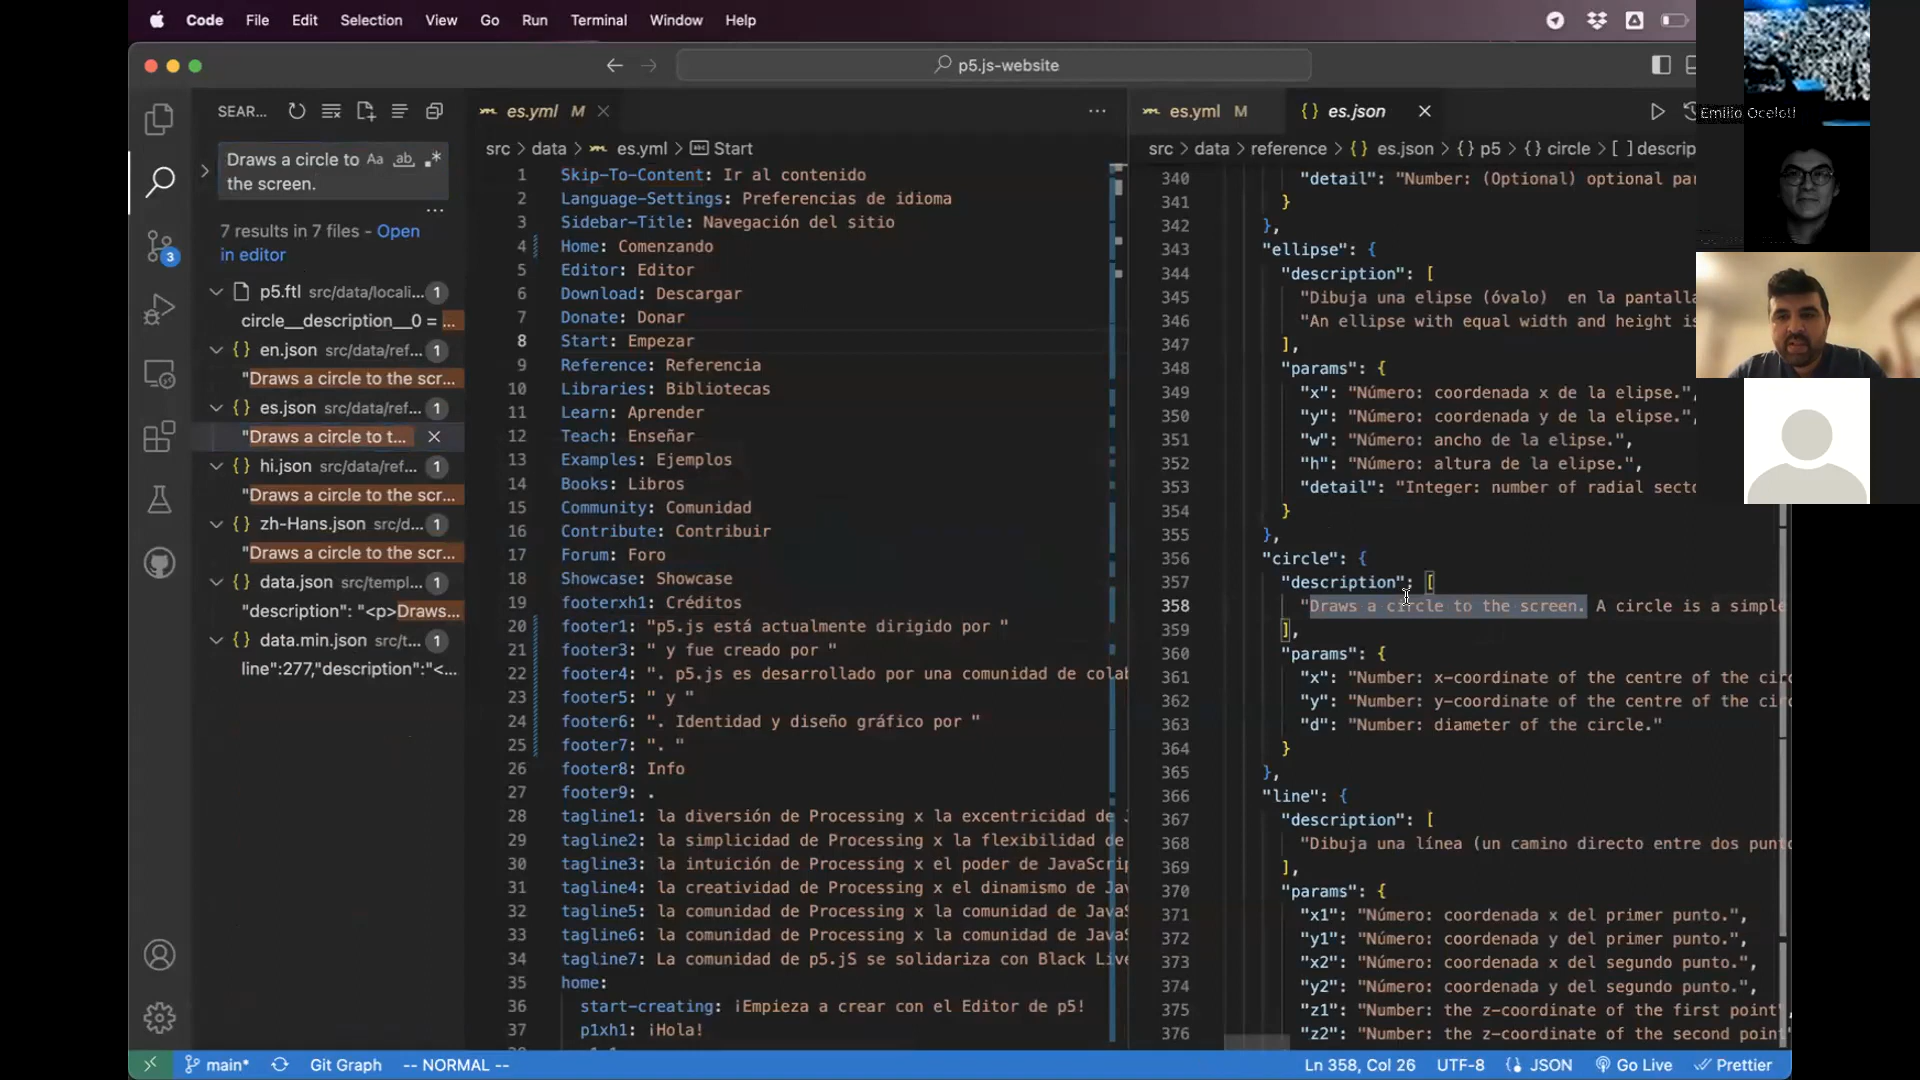 Code File Edit Selection View Go Run Terminal Window Help
p5.js-website
SEAR...
Draws a circle to
the screen.
Aa ab
7 results in 7 files - Open
in editor
p5.ftl src/data/locali... 1
circle__description__0 = ...
en.json src/data/ref... 1
"Draws a circle to the scr...
es.json src/data/ref... 1
"Draws a circle to t...
hi.json src/data/ref... 1
"Draws a circle to the scr...
zh-Hans.json src/d... 1
"Draws a circle to the scr...
data.json src/templ... 1
"description": "<p>Draws...
data.min.json src/t... 1
line":277,"description":"<...
3
es.yml M
src > data > es.yml > Start
1 Skip-To-Content: Ir al contenido
2 Language-Settings: Preferencias de idioma
3 Sidebar-Title: Navegación del sitio
4 Home: Comenzando
5 Editor: Editor
6 Download: Descargar
7 Donate: Donar
8 Start: Empezar
9 Reference: Referencia
10 Libraries: Bibliotecas
11 Learn: Aprender
12 Teach: Enseñar
13 Examples: Ejemplos
14 Books: Libros
15 Community: Comunidad
16 Contribute: Contribuir
17 Forum: Foro
18 Showcase: Showcase
19 footerxh1: Créditos
20 footer1: "p5.js está actualmente dirigido por "
21 footer3: " y fue creado por "
22 footer4: ". p5.js es desarrollado por una comunidad de colab
23 footer5: " y "
24 footer6: ". Identidad y diseño gráfico por "
25 footer7: ". "
26 footer8: Info
27 footer9: .
28 tagline1: la diversión de Processing x la excentricidad de J
29 tagline2: la simplicidad de Processing x la flexibilidad de
30 tagline3: la intuición de Processing x el poder de JavaScrip
31 tagline4: la creatividad de Processing x el dinamismo de Jav
32 tagline5: la comunidad de Processing x la comunidad de JavaS
33 tagline6: la comunidad de Processing x la comunidad de JavaS
34 tagline7: La comunidad de p5.jS se solidariza con Black Live
35 home:
36 start-creating: ¡Empieza a crear con el Editor de p5!
37 p1xh1: ¡Hola!
es.yml M {} es.json
src > data > reference > {} es.json > {} p5 > {} circle > [ ] descrip
340 "detail": "Number: (Optional) optional par
341 }
342 },
343 "ellipse": {
344 "description": [
345 "Dibuja una elipse (óvalo)  en la pantalla
346 "An ellipse with equal width and height is
347 ],
348 "params": {
349 "x": "Número: coordenada x de la elipse.",
350 "y": "Número: coordenada y de la elipse.",
351 "w": "Número: ancho de la elipse.",
352 "h": "Número: altura de la elipse.",
353 "detail": "Integer: number of radial secto
354 }
355 },
356 "circle": {
357 "description": [
358 "Draws a circle to the screen. A circle is a simple
359 ],
360 "params": {
361 "x": "Number: x-coordinate of the centre of the circ
362 "y": "Number: y-coordinate of the centre of the circ
363 "d": "Number: diameter of the circle."
364 }
365 },
366 "line": {
367 "description": [
368 "Dibuja una línea (un camino directo entre dos punto
369 ],
370 "params": {
371 "x1": "Número: coordenada x del primer punto.",
372 "y1": "Número: coordenada y del primer punto.",
373 "x2": "Número: coordenada x del segundo punto.",
374 "y2": "Número: coordenada y del segundo punto.",
375 "z1": "Number: the z-coordinate of the first point"
376 "z2": "Number: the z-coordinate of the second point
Emilio Ocelotl
main* Git Graph -- NORMAL --
Ln 358, Col 26 UTF-8 {} JSON Go Live Prettier